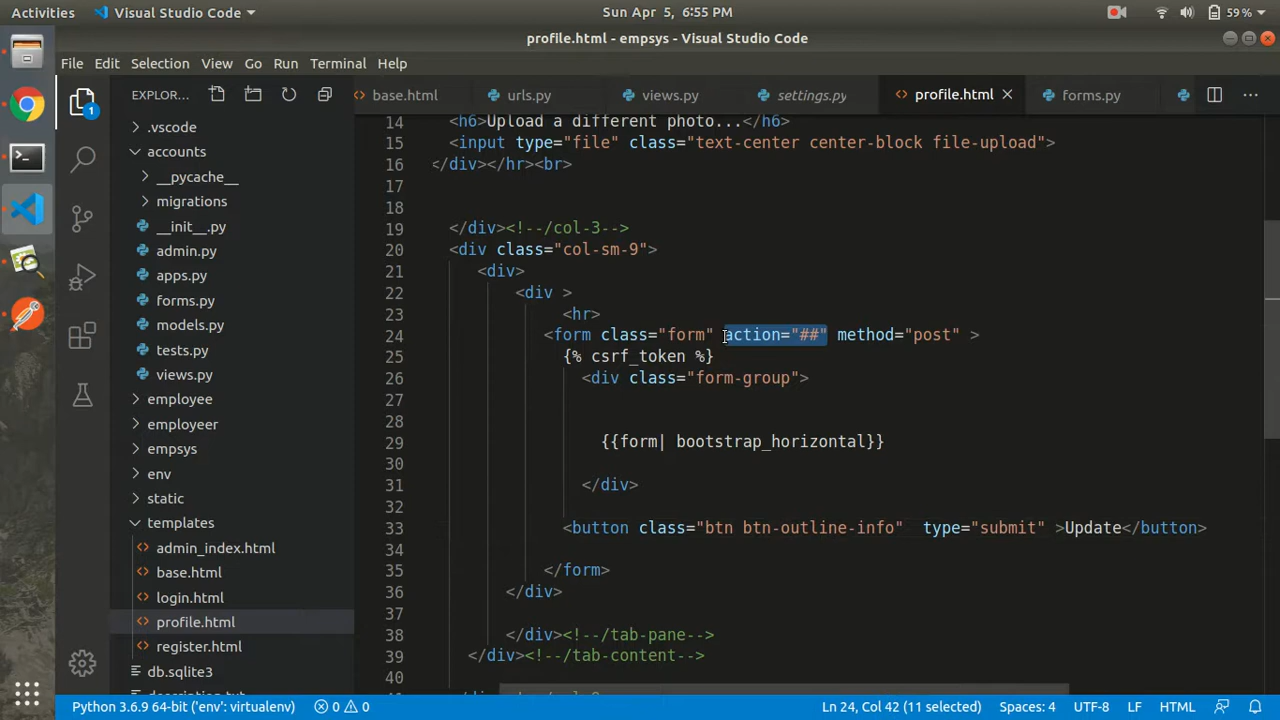 Activities
Visual Studio Code
Sun Apr 5, 6:55 PM
59 %
profile.html - empsys - Visual Studio Code
File Edit Selection View Go Run Terminal Help
1
EXPLOR...
base.html
urls.py
views.py
settings.py
profile.html
forms.py
.vscode
accounts
__pycache__
migrations
__init__.py
admin.py
apps.py
forms.py
models.py
tests.py
views.py
employee
employeer
empsys
env
static
templates
admin_index.html
base.html
login.html
profile.html
register.html
db.sqlite3
14 <h6>Upload a different photo...</h6>
15 <input type="file" class="text-center center-block file-upload">
16 </div></hr><br>
17
18
19 </div><!--/col-3-->
20 <div class="col-sm-9">
21 <div>
22 <div >
23 <hr>
24 <form class="form" action="##" method="post" >
25 {% csrf_token %}
26 <div class="form-group">
27
28
29 {{form| bootstrap_horizontal}}
30
31 </div>
32
33 <button class="btn btn-outline-info" type="submit" >Update</button>
34
35 </form>
36 </div>
37
38 </div><!--/tab-pane-->
39 </div><!--/tab-content-->
40
Python 3.6.9 64-bit ('env': virtualenv)
0 0
Ln 24, Col 42 (11 selected)
Spaces: 4
UTF-8
LF
HTML